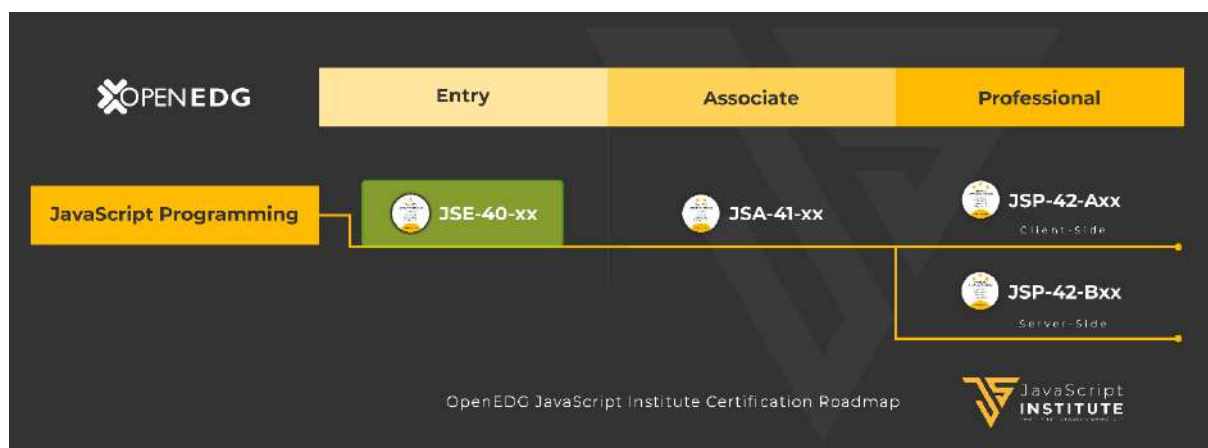 OPENEDG
Entry
Associate
Professional
JavaScript Programming
JSE-40-xx
JSA-41-xx
JSP-42-Axx
Client-Side
JSP-42-Bxx
Server-Side
OpenEDG JavaScript Institute Certification Roadmap
JavaScript
INSTITUTE